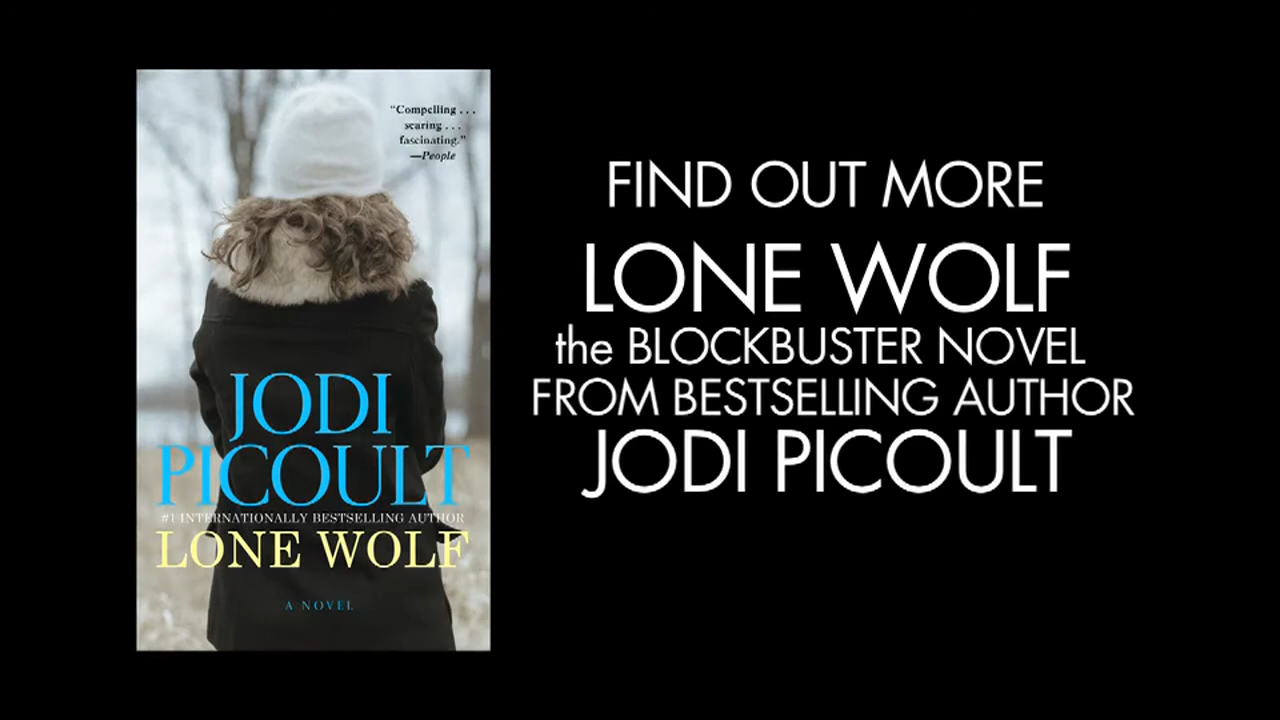 "Compelling . . .
searing . . .
fascinating."
—People
JODI
PICOULT
#1 INTERNATIONALLY BESTSELLING AUTHOR
LONE WOLF
A NOVEL
FIND OUT MORE
LONE WOLF
the BLOCKBUSTER NOVEL
FROM BESTSELLING AUTHOR
JODI PICOULT